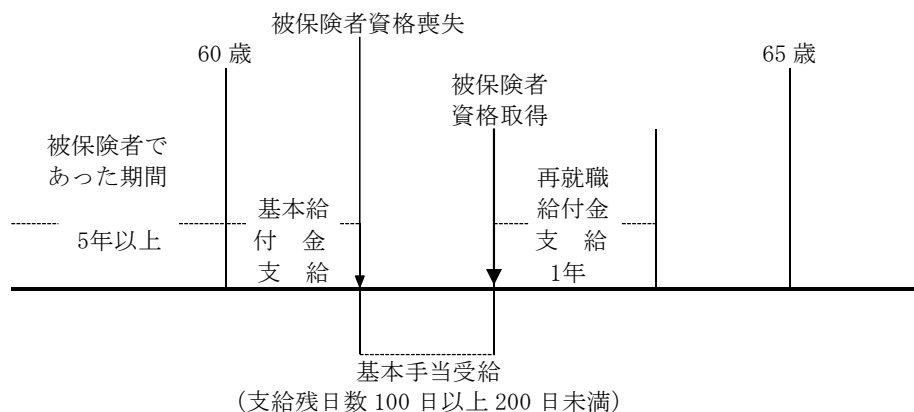 被保険者資格喪失
60 歳
65 歳
被保険者
資格取得
被保険者で
あった期間
5年以上
基本給
付　金
支　給
再就職
給付金
支　給
1年
基本手当受給
（支給残日数 100 日以上 200 日未満）